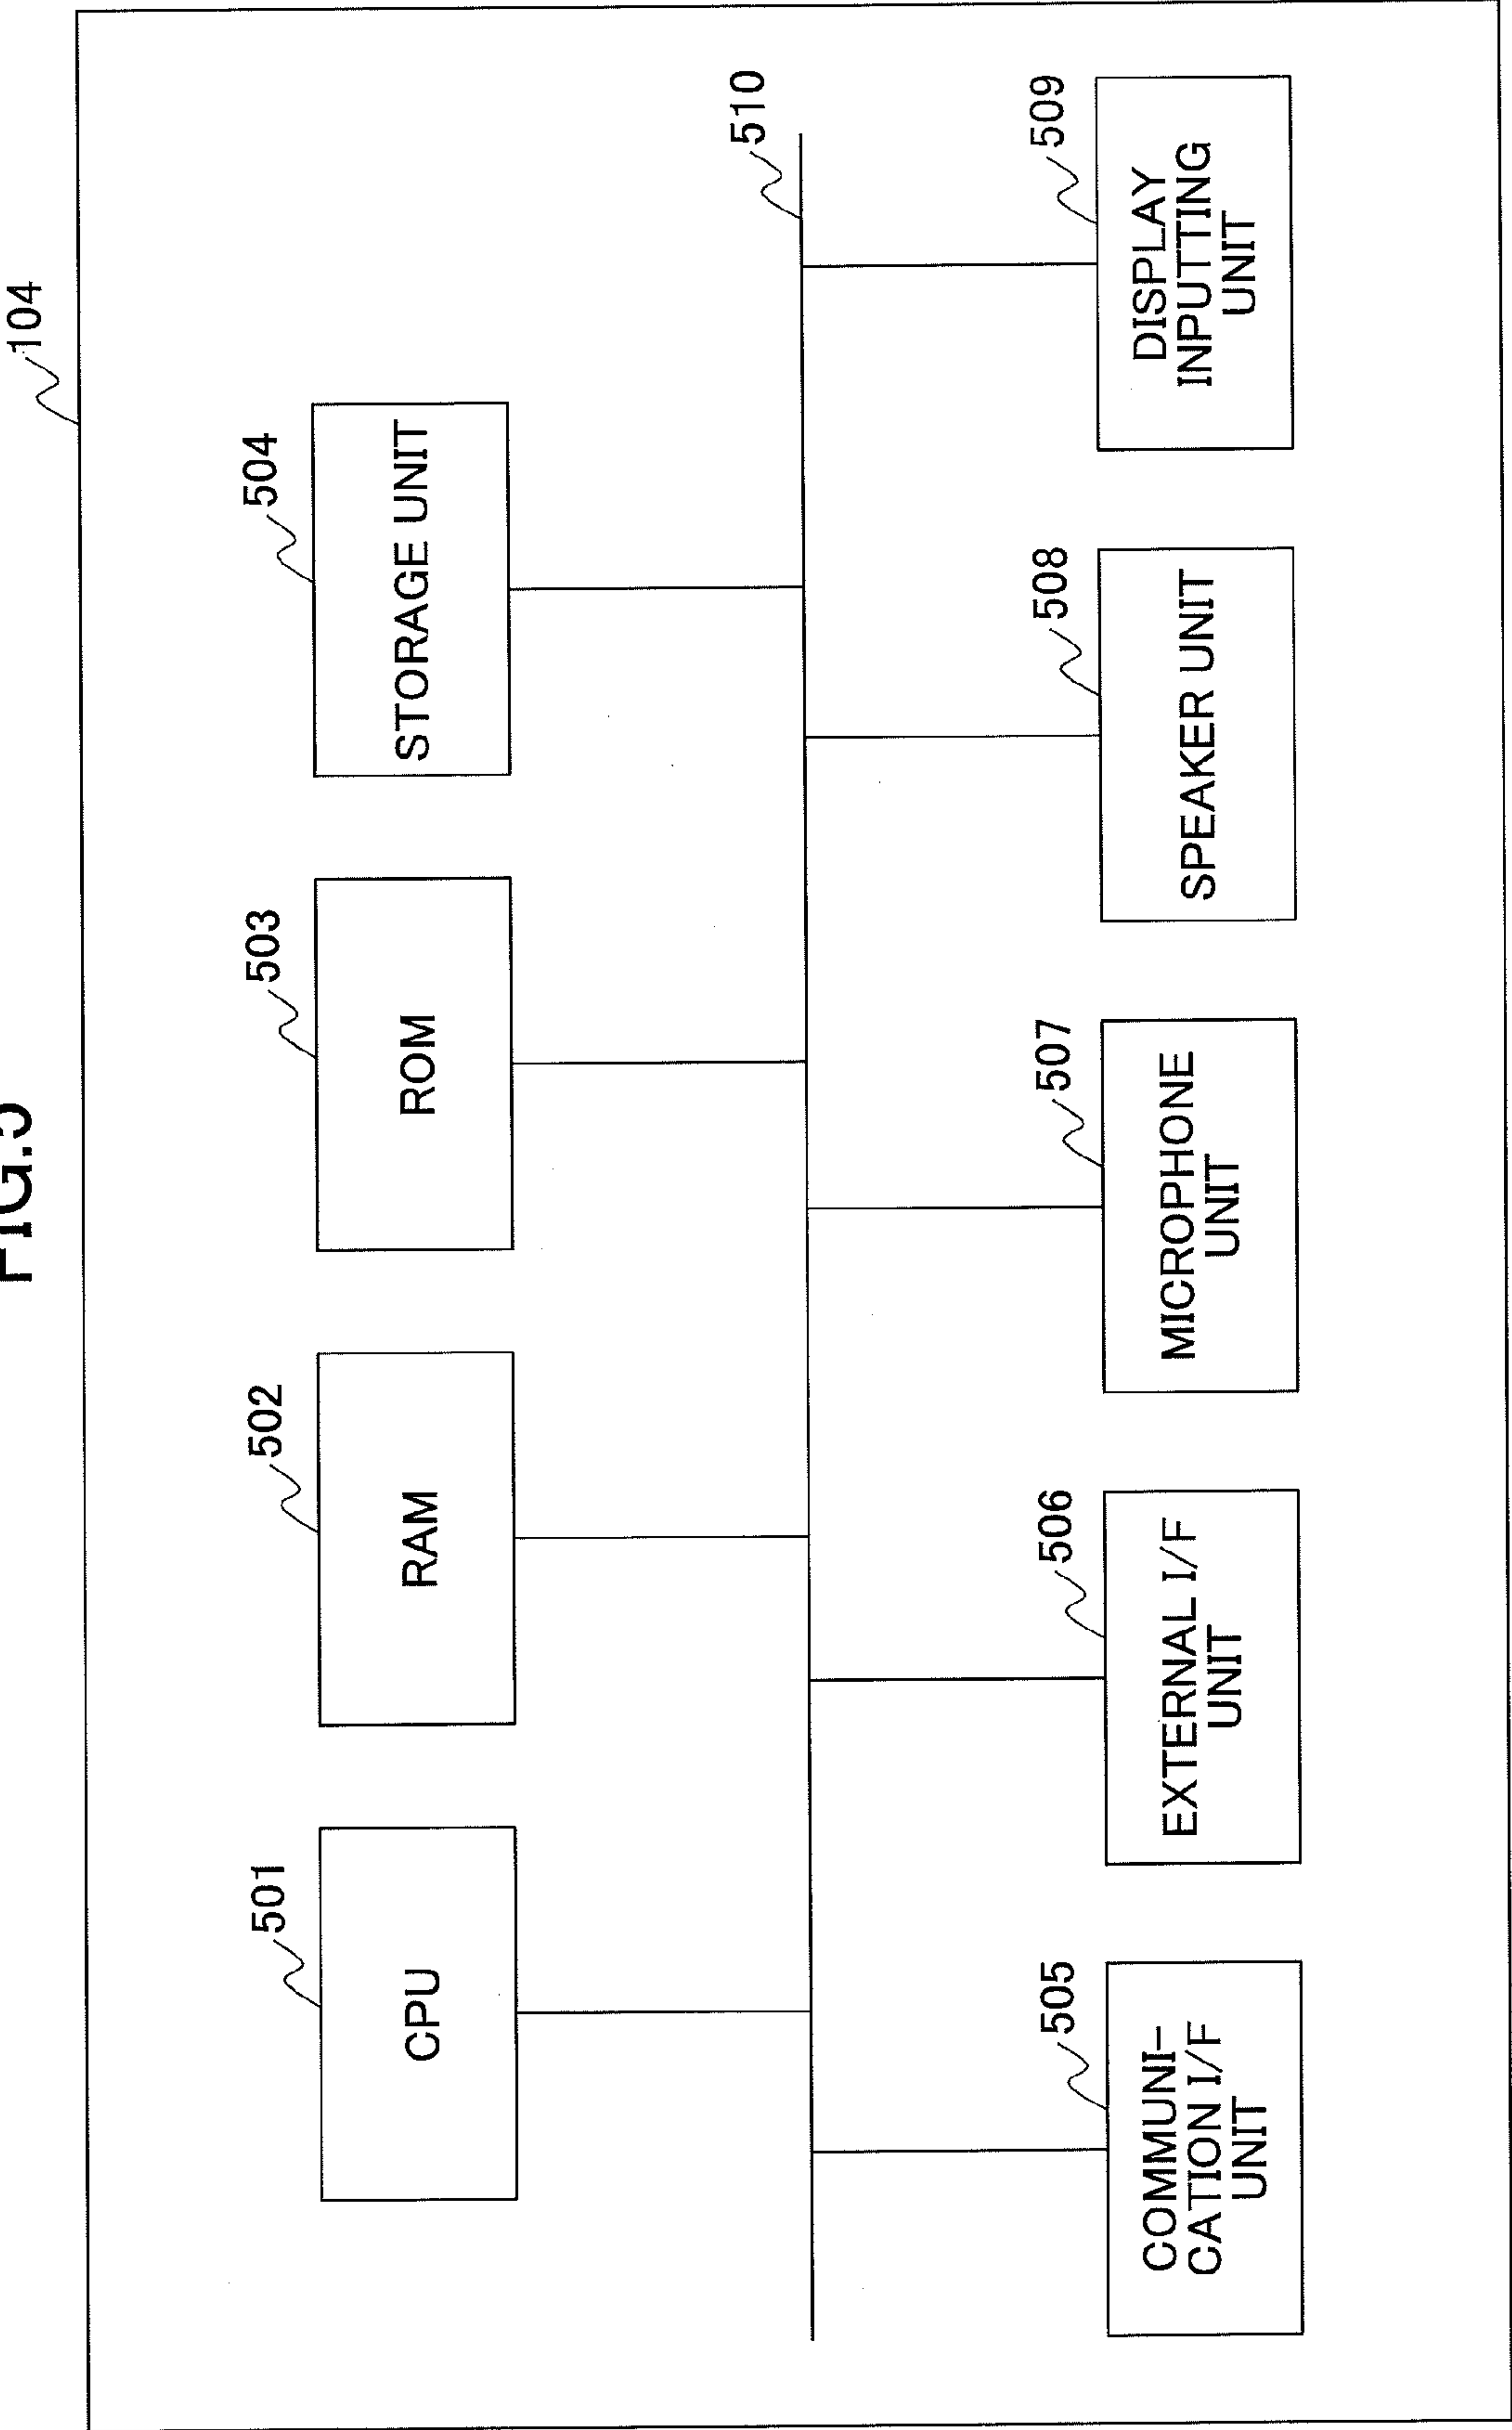 FIG.5
104
501
CPU
502
RAM
503
ROM
504
STORAGE UNIT
510
505
COMMUNI-
CATION I/F
UNIT
506
EXTERNAL I/F
UNIT
507
MICROPHONE
UNIT
508
SPEAKER UNIT
509
DISPLAY
INPUTTING
UNIT